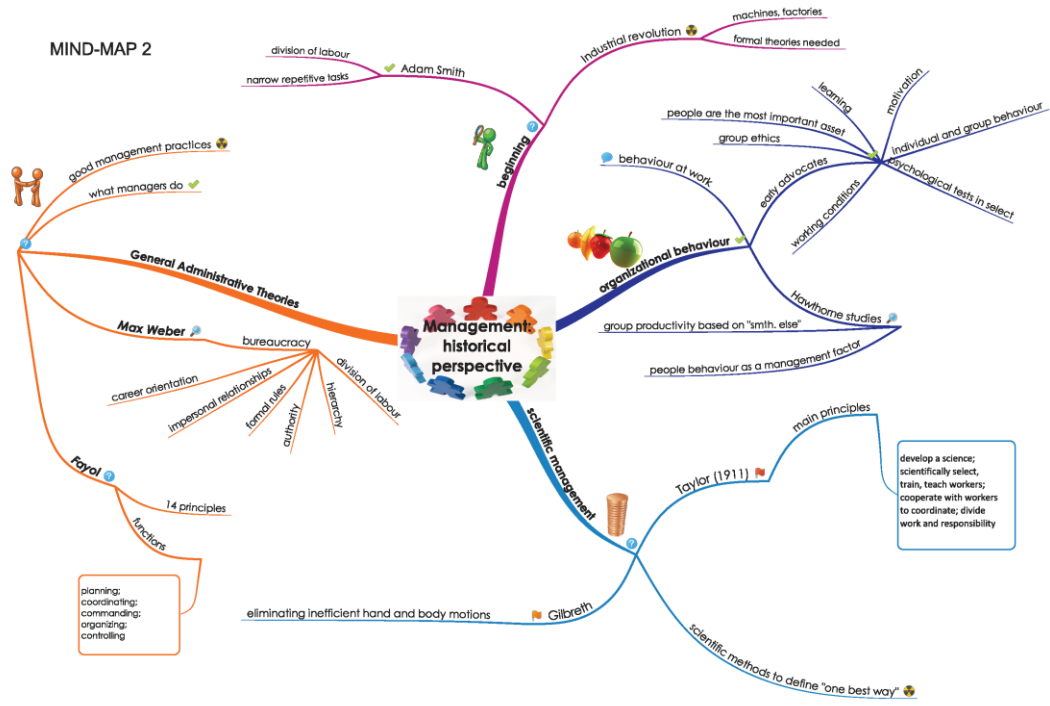 MIND-MAP 2
Management:
historical
perspective
beginning
Adam Smith
division of labour
narrow repetitive tasks
Industrial revolution
machines, factories
formal theories needed
organizational behaviour
behaviour at work
early advocates
learning
motivation
people are the most important asset
group ethics
individual and group behaviour
psychological tests in select
working conditions
Hawthorne studies
group productivity based on "smth. else"
people behaviour as a management factor
scientific management
Taylor (1911)
main principles
develop a science;
scientifically select,
train, teach workers;
cooperate with workers
to coordinate; divide
work and responsibility
Gilbreth
eliminating inefficient hand and body motions
scientific methods to define "one best way"
General Administrative Theories
good management practices
what managers do
Max Weber
bureaucracy
career orientation
impersonal relationships
formal rules
authority
hierarchy
division of labour
Fayol
14 principles
functions
planning;
coordinating;
commanding;
organizing;
controlling